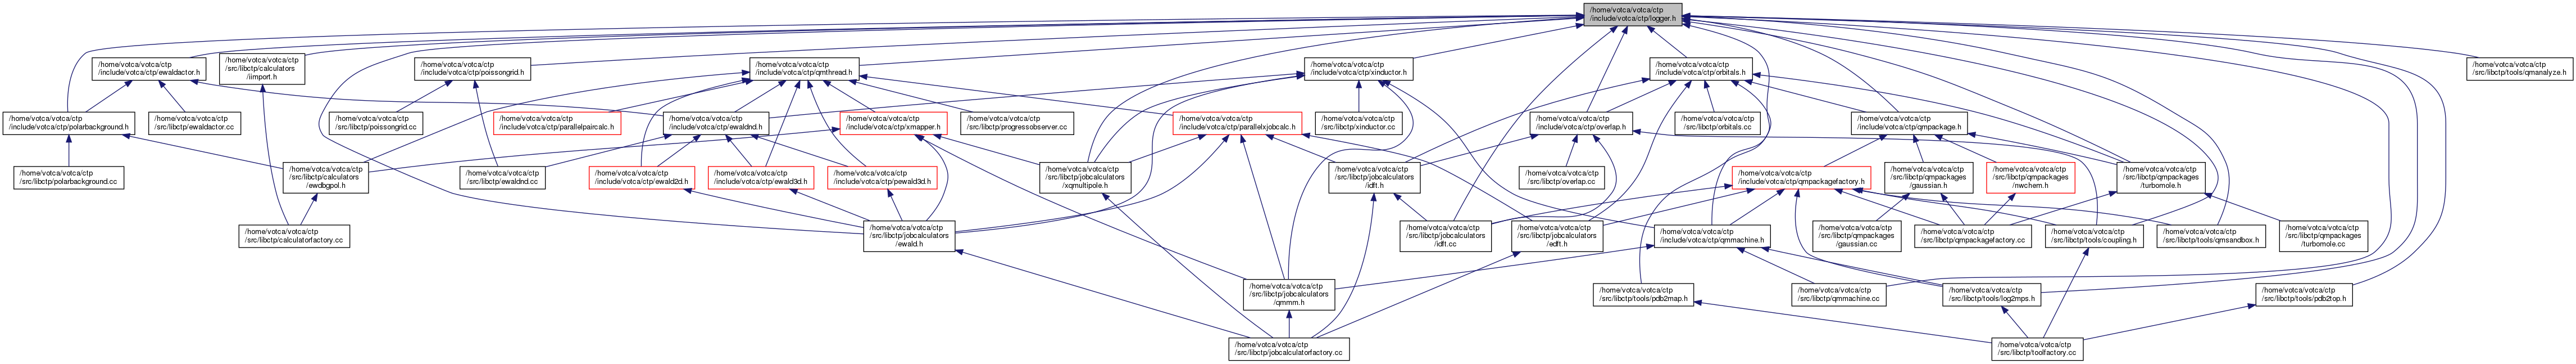 /home/votca/votca/ctp
/include/votca/ctp/logger.h
/home/votca/votca/ctp
/include/votca/ctp/ewaldactor.h
/home/votca/votca/ctp
/src/libctp/calculators
/iimport.h
/home/votca/votca/ctp
/include/votca/ctp/poissongrid.h
/home/votca/votca/ctp
/include/votca/ctp/qmthread.h
/home/votca/votca/ctp
/include/votca/ctp/xinductor.h
/home/votca/votca/ctp
/include/votca/ctp/orbitals.h
/home/votca/votca/ctp
/src/libctp/tools/qmanalyze.h
/home/votca/votca/ctp
/include/votca/ctp/polarbackground.h
/home/votca/votca/ctp
/src/libctp/ewaldactor.cc
/home/votca/votca/ctp
/src/libctp/poissongrid.cc
/home/votca/votca/ctp
/include/votca/ctp/parallelpaircalc.h
/home/votca/votca/ctp
/include/votca/ctp/ewaldnd.h
/home/votca/votca/ctp
/include/votca/ctp/xmapper.h
/home/votca/votca/ctp
/src/libctp/progressobserver.cc
/home/votca/votca/ctp
/include/votca/ctp/parallelxjobcalc.h
/home/votca/votca/ctp
/src/libctp/xinductor.cc
/home/votca/votca/ctp
/include/votca/ctp/overlap.h
/home/votca/votca/ctp
/src/libctp/orbitals.cc
/home/votca/votca/ctp
/include/votca/ctp/qmpackage.h
/home/votca/votca/ctp
/src/libctp/polarbackground.cc
/home/votca/votca/ctp
/src/libctp/calculators
/ewdbgpol.h
/home/votca/votca/ctp
/src/libctp/ewaldnd.cc
/home/votca/votca/ctp
/include/votca/ctp/ewald2d.h
/home/votca/votca/ctp
/include/votca/ctp/ewald3d.h
/home/votca/votca/ctp
/include/votca/ctp/pewald3d.h
/home/votca/votca/ctp
/src/libctp/jobcalculators
/xqmultipole.h
/home/votca/votca/ctp
/src/libctp/jobcalculators
/idft.h
/home/votca/votca/ctp
/src/libctp/overlap.cc
/home/votca/votca/ctp
/include/votca/ctp/qmpackagefactory.h
/home/votca/votca/ctp
/src/libctp/qmpackages
/gaussian.h
/home/votca/votca/ctp
/src/libctp/qmpackages
/nwchem.h
/home/votca/votca/ctp
/src/libctp/qmpackages
/turbomole.h
/home/votca/votca/ctp
/src/libctp/calculatorfactory.cc
/home/votca/votca/ctp
/src/libctp/jobcalculators
/ewald.h
/home/votca/votca/ctp
/src/libctp/jobcalculators
/idft.cc
/home/votca/votca/ctp
/src/libctp/jobcalculators
/edft.h
/home/votca/votca/ctp
/include/votca/ctp/qmmachine.h
/home/votca/votca/ctp
/src/libctp/qmpackages
/gaussian.cc
/home/votca/votca/ctp
/src/libctp/qmpackagefactory.cc
/home/votca/votca/ctp
/src/libctp/tools/coupling.h
/home/votca/votca/ctp
/src/libctp/tools/qmsandbox.h
/home/votca/votca/ctp
/src/libctp/qmpackages
/turbomole.cc
/home/votca/votca/ctp
/src/libctp/jobcalculators
/qmmm.h
/home/votca/votca/ctp
/src/libctp/tools/pdb2map.h
/home/votca/votca/ctp
/src/libctp/qmmachine.cc
/home/votca/votca/ctp
/src/libctp/tools/log2mps.h
/home/votca/votca/ctp
/src/libctp/tools/pdb2top.h
/home/votca/votca/ctp
/src/libctp/jobcalculatorfactory.cc
/home/votca/votca/ctp
/src/libctp/toolfactory.cc